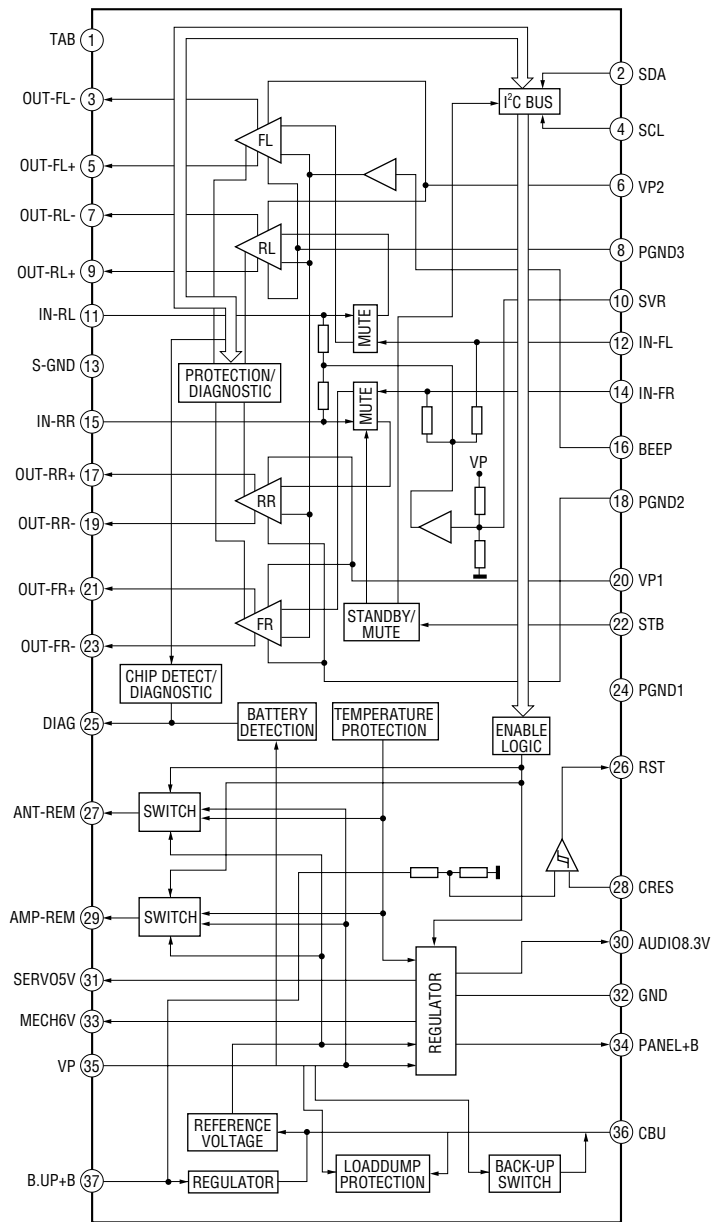 TAB 1
2 SDA
I²C BUS
OUT-FL- 3
4 SCL
FL
OUT-FL+ 5
6 VP2
OUT-RL- 7
RL
8 PGND3
OUT-RL+ 9
10 SVR
IN-RL 11
MUTE
12 IN-FL
S-GND 13
PROTECTION/
DIAGNOSTIC
MUTE
14 IN-FR
IN-RR 15
16 BEEP
VP
OUT-RR+ 17
RR
18 PGND2
OUT-RR- 19
20 VP1
OUT-FR+ 21
FR
STANDBY/
MUTE
22 STB
OUT-FR- 23
CHIP DETECT/
DIAGNOSTIC
24 PGND1
DIAG 25
BATTERY
DETECTION
TEMPERATURE
PROTECTION
ENABLE
LOGIC
26 RST
ANT-REM 27
SWITCH
28 CRES
AMP-REM 29
SWITCH
30 AUDIO8.3V
SERVO5V 31
REGULATOR
32 GND
MECH6V 33
34 PANEL+B
VP 35
REFERENCE
VOLTAGE
36 CBU
B.UP+B 37
REGULATOR
LOADDUMP
PROTECTION
BACK-UP
SWITCH